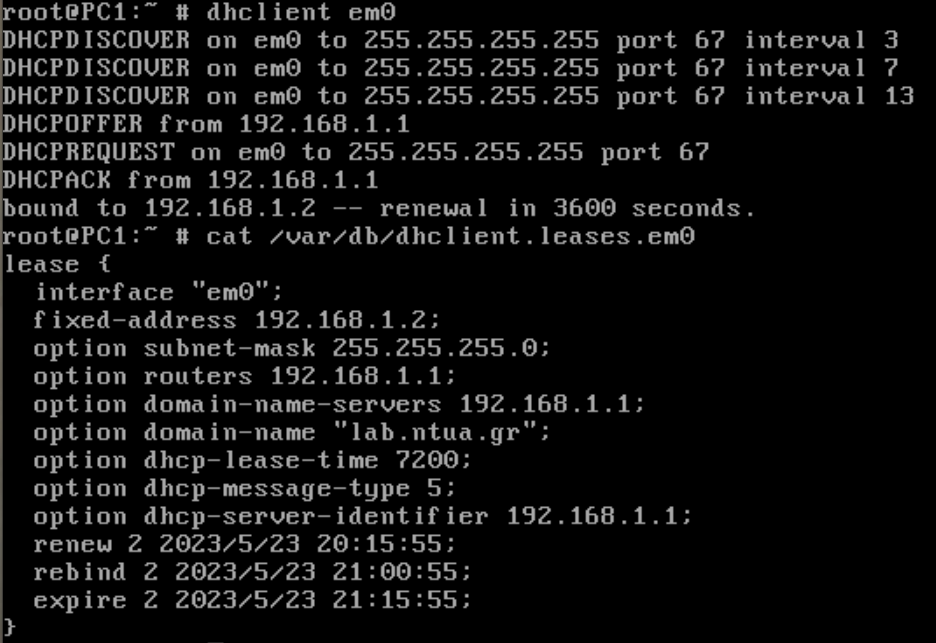 root@PC1:~ # dhclient em0
DHCPDISCOVER on em0 to 255.255.255.255 port 67 interval 3
DHCPDISCOVER on em0 to 255.255.255.255 port 67 interval 7
DHCPDISCOVER on em0 to 255.255.255.255 port 67 interval 13
DHCPOFFER from 192.168.1.1
DHCPREQUEST on em0 to 255.255.255.255 port 67
DHCPACK from 192.168.1.1
bound to 192.168.1.2 -- renewal in 3600 seconds.
root@PC1:~ # cat /var/db/dhclient.leases.em0
lease {
  interface "em0";
  fixed-address 192.168.1.2;
  option subnet-mask 255.255.255.0;
  option routers 192.168.1.1;
  option domain-name-servers 192.168.1.1;
  option domain-name "lab.ntua.gr";
  option dhcp-lease-time 7200;
  option dhcp-message-type 5;
  option dhcp-server-identifier 192.168.1.1;
  renew 2 2023/5/23 20:15:55;
  rebind 2 2023/5/23 21:00:55;
  expire 2 2023/5/23 21:15:55;
}